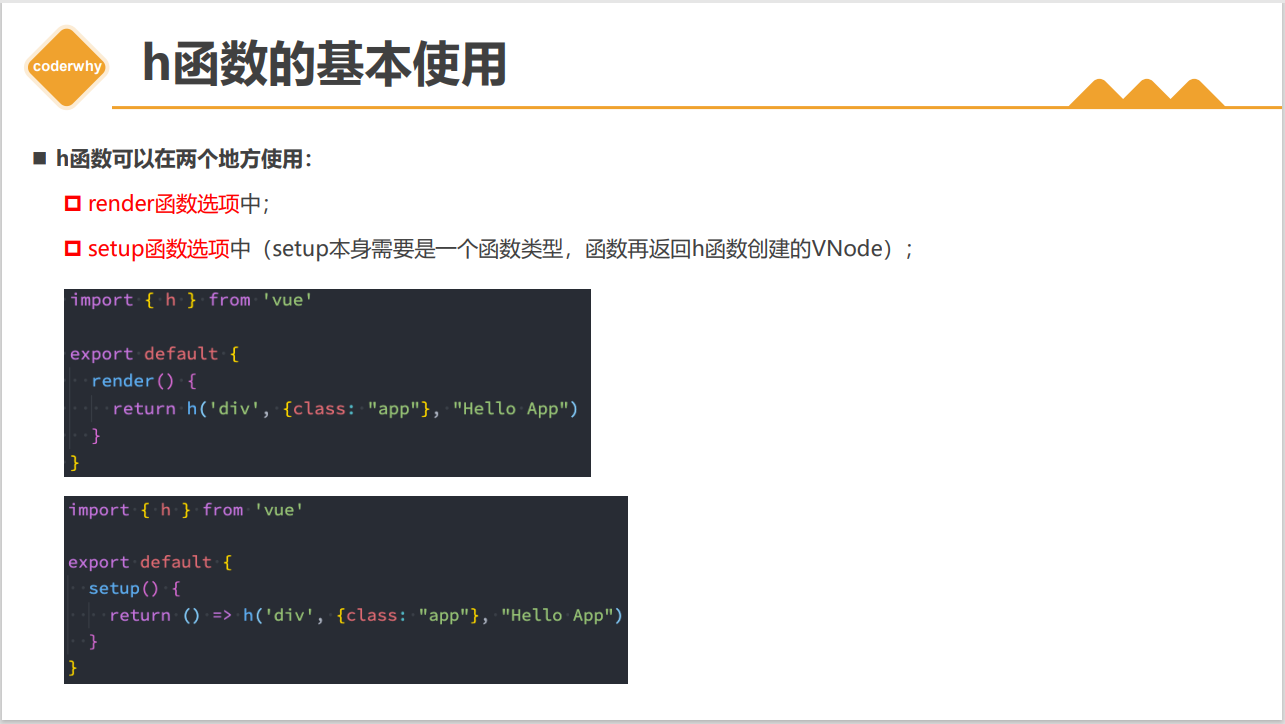 coderwhy
h函数的基本使用
h函数可以在两个地方使用：
render函数选项中；
setup函数选项中（setup本身需要是一个函数类型，函数再返回h函数创建的VNode）；
import { h } from 'vue'
export default {
render() {
return h('div', {class: "app"}, "Hello App")
}
}
import { h } from 'vue'
export default {
setup() {
return () => h('div', {class: "app"}, "Hello App")
}
}